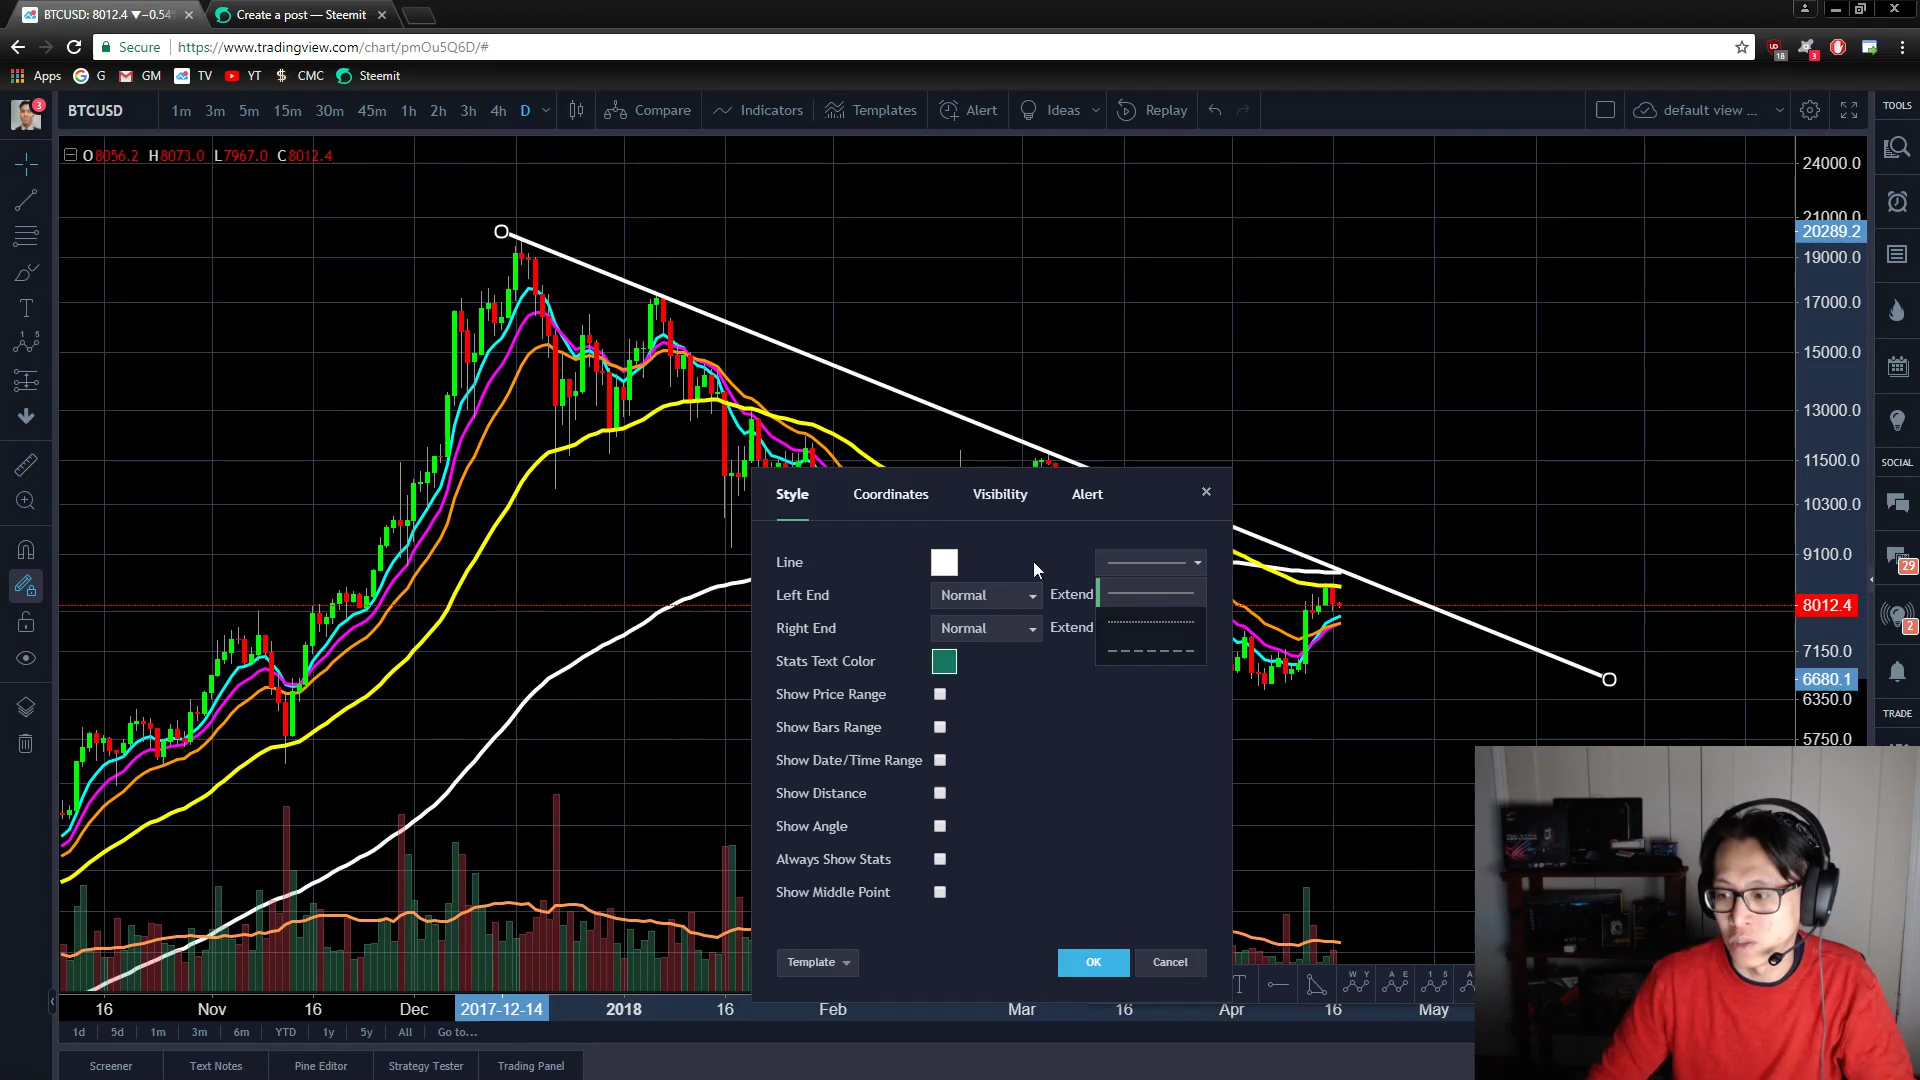 BTCUSD: 8012.4 ▼−0.54%
Create a post — Steemit
Secure
https://www.tradingview.com/chart/pmOu5Q6D/#
18
3
Apps
G
GM
TV
YT
CMC
Steemit
3
BTCUSD
1m 3m 5m 15m 30m 45m 1h 2h 3h 4h D
Compare
Indicators
Templates
Alert
Ideas
Replay
default view ...
TOOLS
O8056.2 H8073.0 L7967.0 C8012.4
24000.0
21000.0
20289.2
19000.0
17000.0
15000.0
13000.0
11500.0
10300.0
9100.0
8012.4
7150.0
6680.1
6350.0
5750.0
SOCIAL
29
2
TRADE
Style
Coordinates
Visibility
Alert
Line
Left End
Normal
Extend
Right End
Normal
Extend
Stats Text Color
Show Price Range
Show Bars Range
Show Date/Time Range
Show Distance
Show Angle
Always Show Stats
Show Middle Point
Template
OK
Cancel
16 Nov 16 Dec 2017-12-14 2018 16 Feb Mar 16 Apr 16 May
1d 5d 1m 3m 6m YTD 1y 5y All Go to...
Screener
Text Notes
Pine Editor
Strategy Tester
Trading Panel